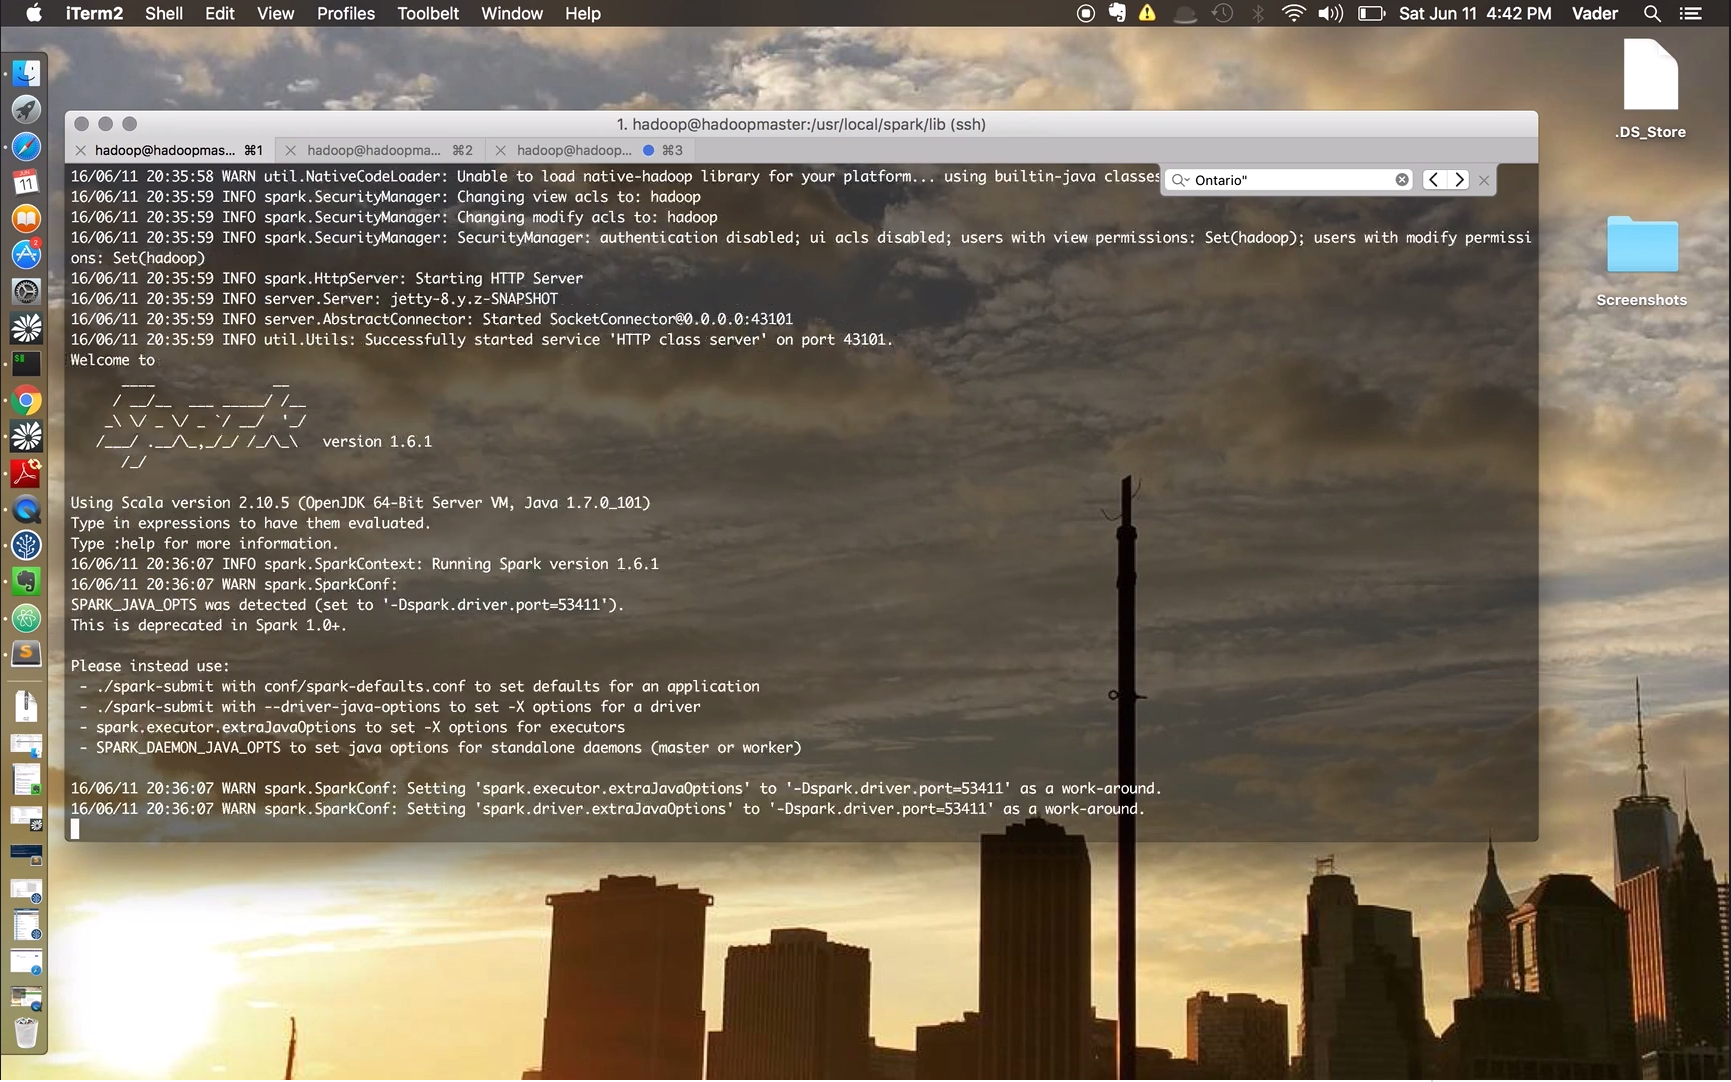 iTerm2 Shell Edit View Profiles Toolbelt Window Help Sat Jun 11 4:42 PM Vader
.DS_Store
Screenshots
JUN
11
2
1. hadoop@hadoopmaster:/usr/local/spark/lib (ssh)
hadoop@hadoopmas... ⌘1 hadoop@hadoopma... ⌘2 hadoop@hadoop... ⌘3
Ontario"
16/06/11 20:35:58 WARN util.NativeCodeLoader: Unable to load native-hadoop library for your platform... using builtin-java classes
16/06/11 20:35:59 INFO spark.SecurityManager: Changing view acls to: hadoop
16/06/11 20:35:59 INFO spark.SecurityManager: Changing modify acls to: hadoop
16/06/11 20:35:59 INFO spark.SecurityManager: SecurityManager: authentication disabled; ui acls disabled; users with view permissions: Set(hadoop); users with modify permissi
ons: Set(hadoop)
16/06/11 20:35:59 INFO spark.HttpServer: Starting HTTP Server
16/06/11 20:35:59 INFO server.Server: jetty-8.y.z-SNAPSHOT
16/06/11 20:35:59 INFO server.AbstractConnector: Started SocketConnector@0.0.0.0:43101
16/06/11 20:35:59 INFO util.Utils: Successfully started service 'HTTP class server' on port 43101.
Welcome to
      ____              __
     / __/__  ___ _____/ /__
    _\ \/ _ \/ _ `/ __/  '_/
   /___/ .__/\_,_/_/ /_/\_\   version 1.6.1
      /_/
Using Scala version 2.10.5 (OpenJDK 64-Bit Server VM, Java 1.7.0_101)
Type in expressions to have them evaluated.
Type :help for more information.
16/06/11 20:36:07 INFO spark.SparkContext: Running Spark version 1.6.1
16/06/11 20:36:07 WARN spark.SparkConf:
SPARK_JAVA_OPTS was detected (set to '-Dspark.driver.port=53411').
This is deprecated in Spark 1.0+.
Please instead use:
 - ./spark-submit with conf/spark-defaults.conf to set defaults for an application
 - ./spark-submit with --driver-java-options to set -X options for a driver
 - spark.executor.extraJavaOptions to set -X options for executors
 - SPARK_DAEMON_JAVA_OPTS to set java options for standalone daemons (master or worker)
16/06/11 20:36:07 WARN spark.SparkConf: Setting 'spark.executor.extraJavaOptions' to '-Dspark.driver.port=53411' as a work-around.
16/06/11 20:36:07 WARN spark.SparkConf: Setting 'spark.driver.extraJavaOptions' to '-Dspark.driver.port=53411' as a work-around.